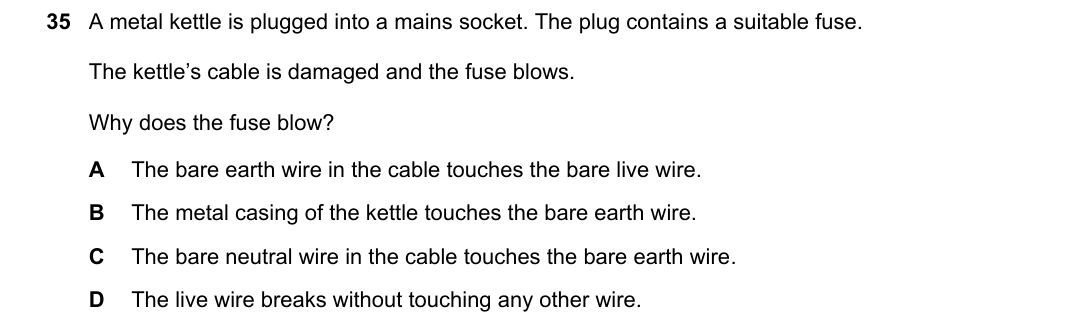 35 A metal kettle is plugged into a mains socket. The plug contains a suitable fuse.
The kettle’s cable is damaged and the fuse blows.
Why does the fuse blow?
A The bare earth wire in the cable touches the bare live wire.
B The metal casing of the kettle touches the bare earth wire.
C The bare neutral wire in the cable touches the bare earth wire.
D The live wire breaks without touching any other wire.